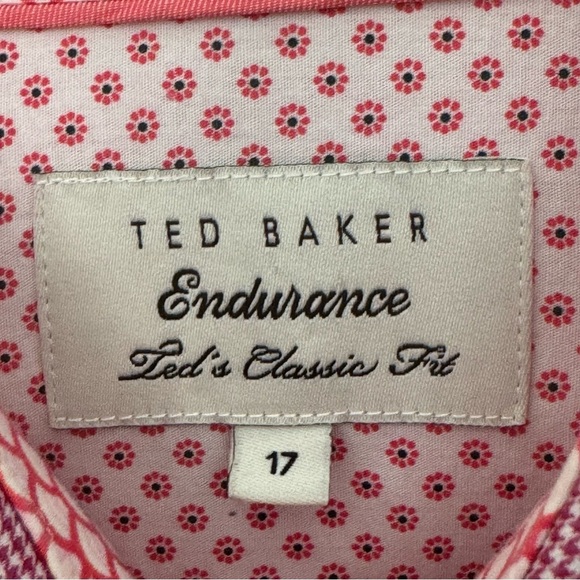 TED BAKER
Endurance
Ted's Classic Fit
17